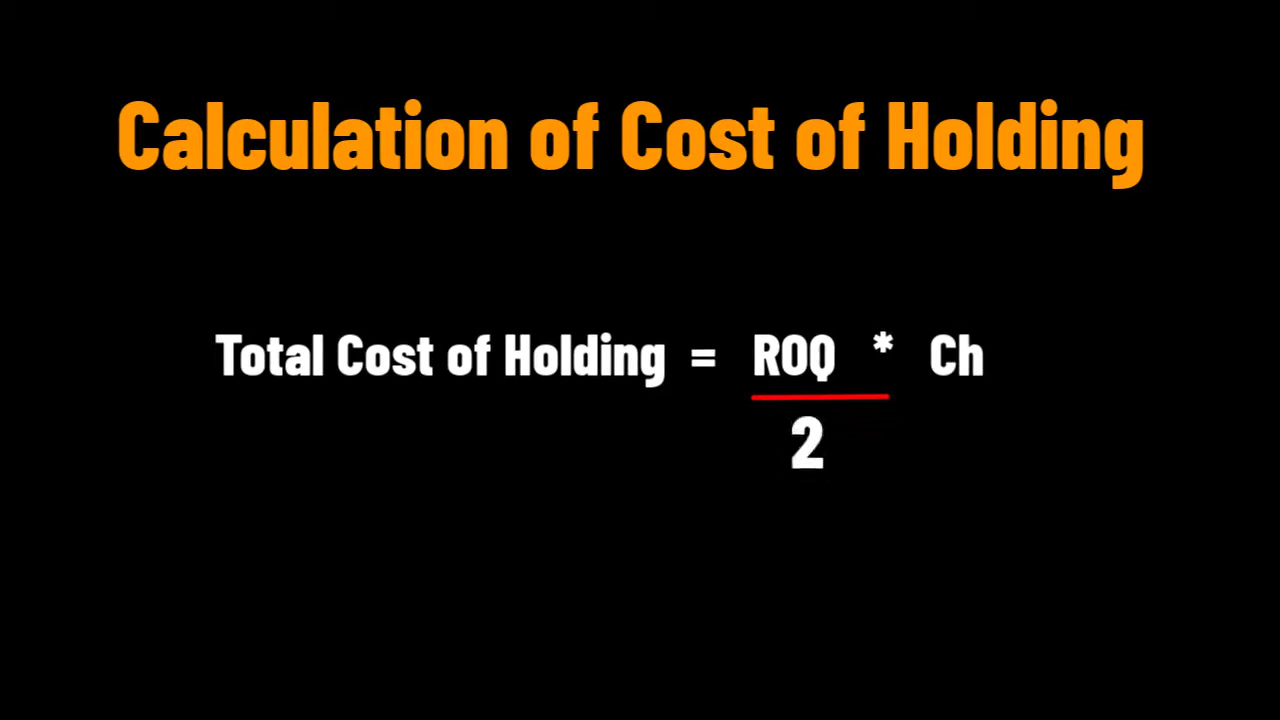 Calculation of Cost of Holding
Total Cost of Holding = ROQ * Ch
2